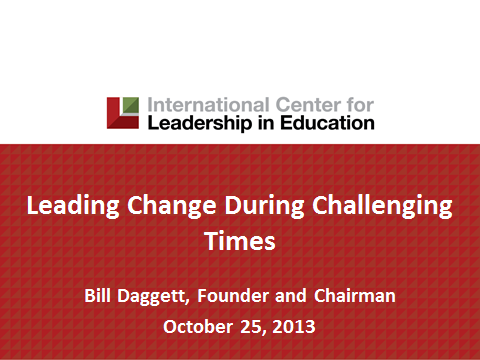 International Center for
Leadership in Education
Leading Change During Challenging
Times
Bill Daggett, Founder and Chairman
October 25, 2013